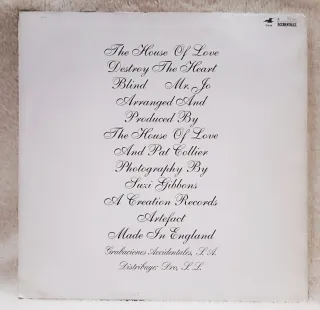 ACCIDENTALES
The House Of Love
Destroy The Heart
Blind Mr. Jo
Arranged And
Produced By
The House Of Love
And Pat Collier
Photography By
Suzi Gibbons
A Creation Records
Artefact
Made In England
Grabaciones Accidentales, S. A.
Distribuye: Dro, S. L.